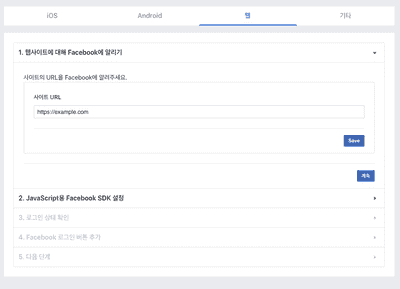 iOS
Android
웹
기타
1. 웹사이트에 대해 Facebook에 알리기
사이트의 URL을 Facebook에 알려주세요.
사이트 URL
https://example.com
Save
계속
2. JavaScript용 Facebook SDK 설정
3. 로그인 상태 확인
4. Facebook 로그인 버튼 추가
5. 다음 단계